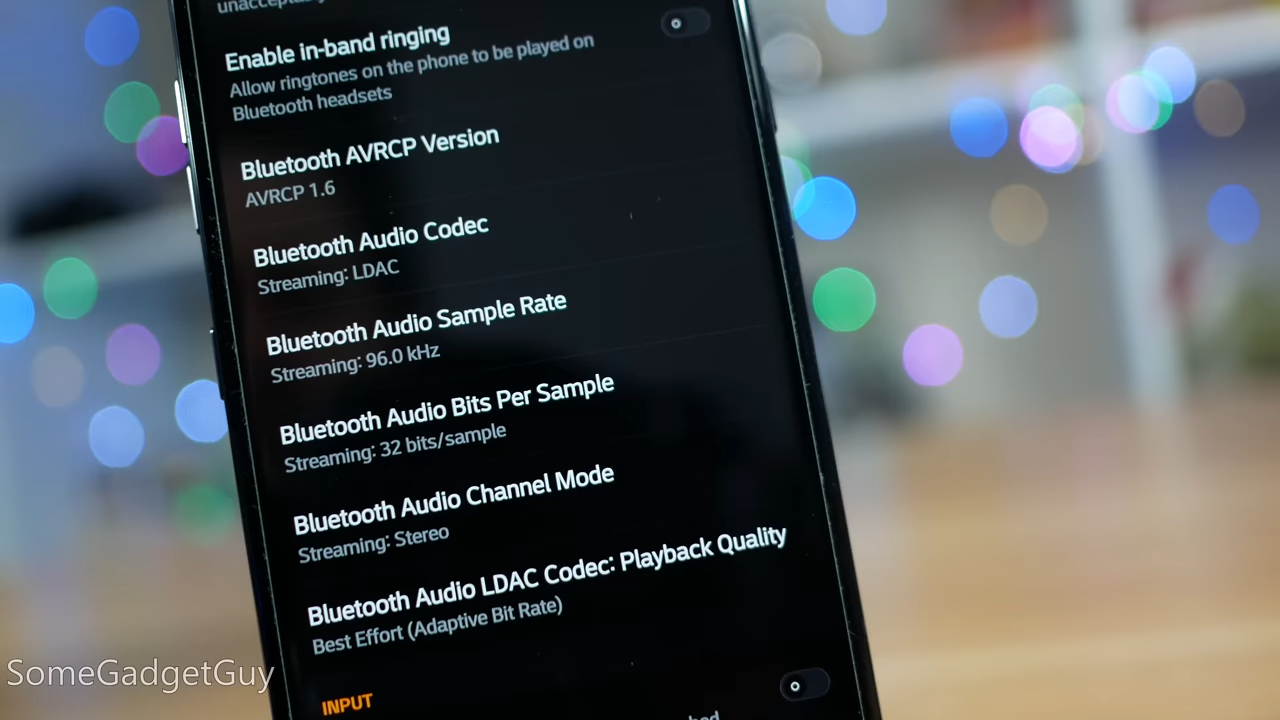 Enable in-band ringing
Allow ringtones on the phone to be played on
Bluetooth headsets
Bluetooth AVRCP Version
AVRCP 1.6
Bluetooth Audio Codec
Streaming: LDAC
Bluetooth Audio Sample Rate
Streaming: 96.0 kHz
Bluetooth Audio Bits Per Sample
Streaming: 32 bits/sample
Bluetooth Audio Channel Mode
Streaming: Stereo
Bluetooth Audio LDAC Codec: Playback Quality
Best Effort (Adaptive Bit Rate)
INPUT
SomeGadgetGuy